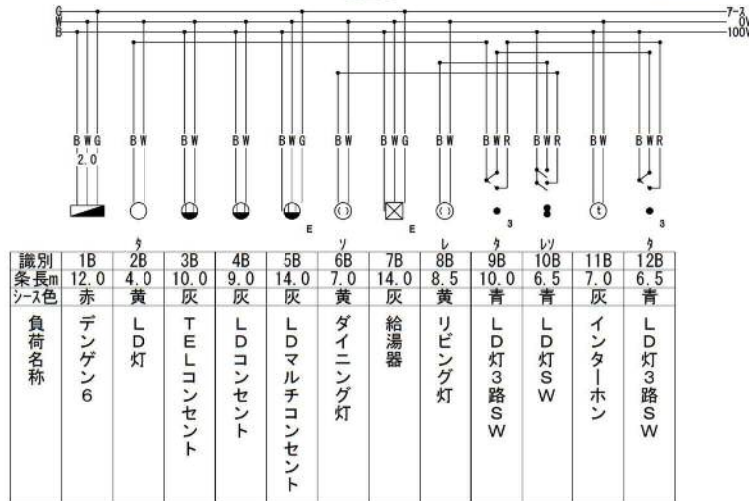 G アース
W 0V
B 100V
B W G B W B W B W B W G B W B W G B W B W R B W R B W B W R
2.0
E E 3 t 3
タ ソ レ タ レソ タ
識別 1B 2B 3B 4B 5B 6B 7B 8B 9B 10B 11B 12B
条長m 12.0 4.0 10.0 9.0 14.0 7.0 14.0 8.5 10.0 6.5 7.0 6.5
シース色 赤 黄 灰 灰 灰 黄 灰 黄 青 青 灰 青
負荷名称 デンゲン6 LD灯 TELコンセント LDコンセント LDマルチコンセント ダイニング灯 給湯器 リビング灯 LD灯3路SW LD灯SW インターホン LD灯3路SW